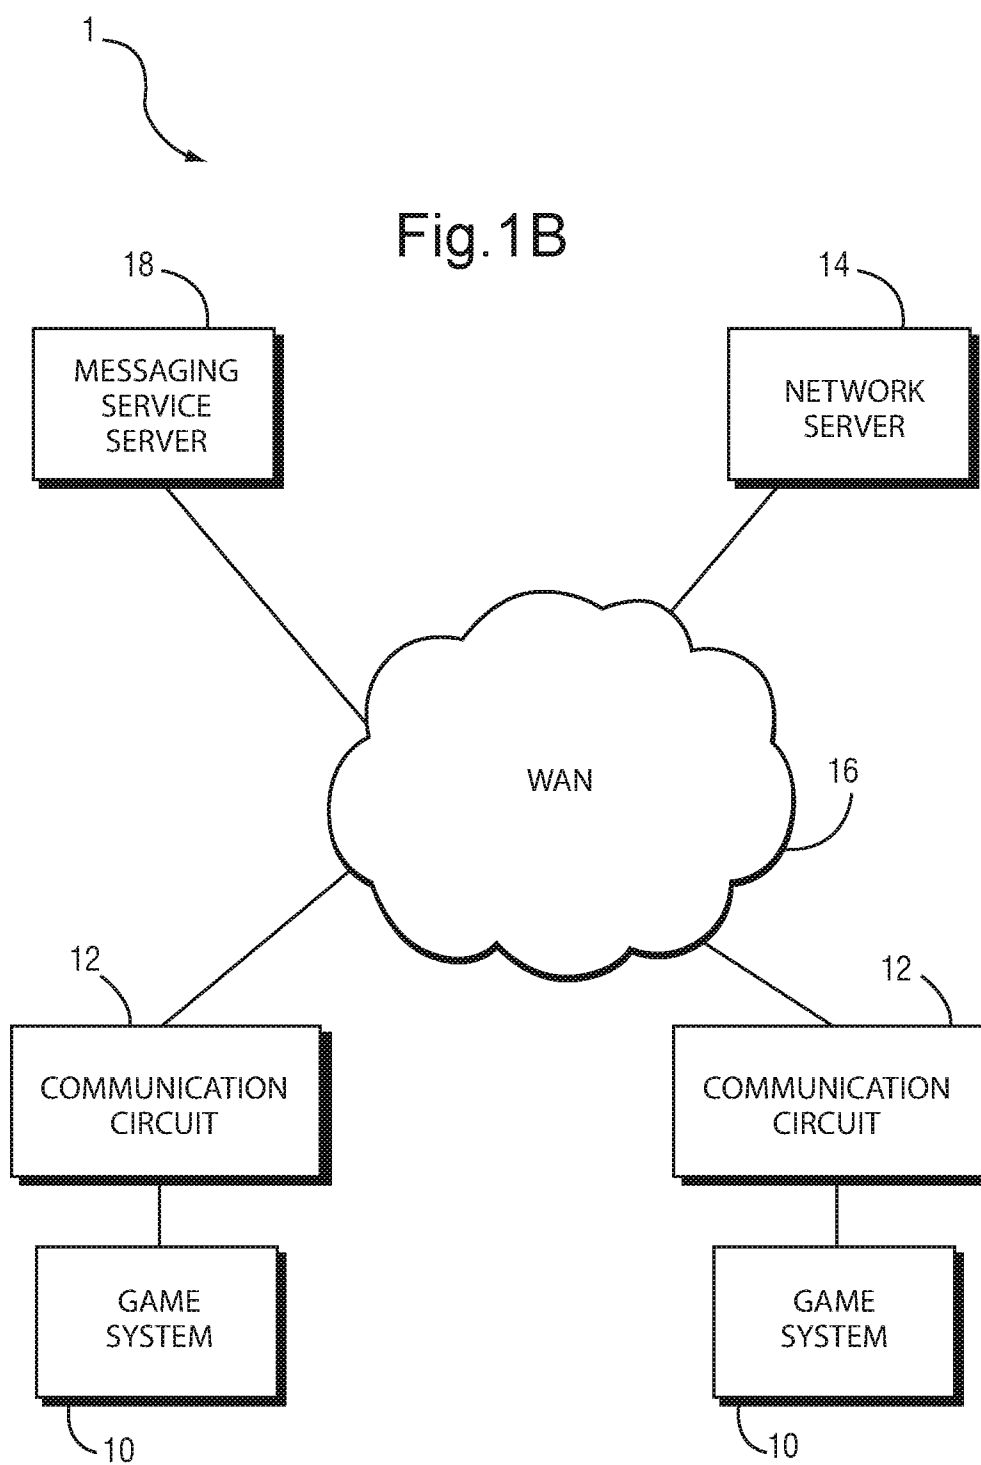 1
Fig.1B
18
14
MESSAGING
SERVICE
SERVER
NETWORK
SERVER
WAN
16
12
12
COMMUNICATION
CIRCUIT
COMMUNICATION
CIRCUIT
GAME
SYSTEM
GAME
SYSTEM
10
10